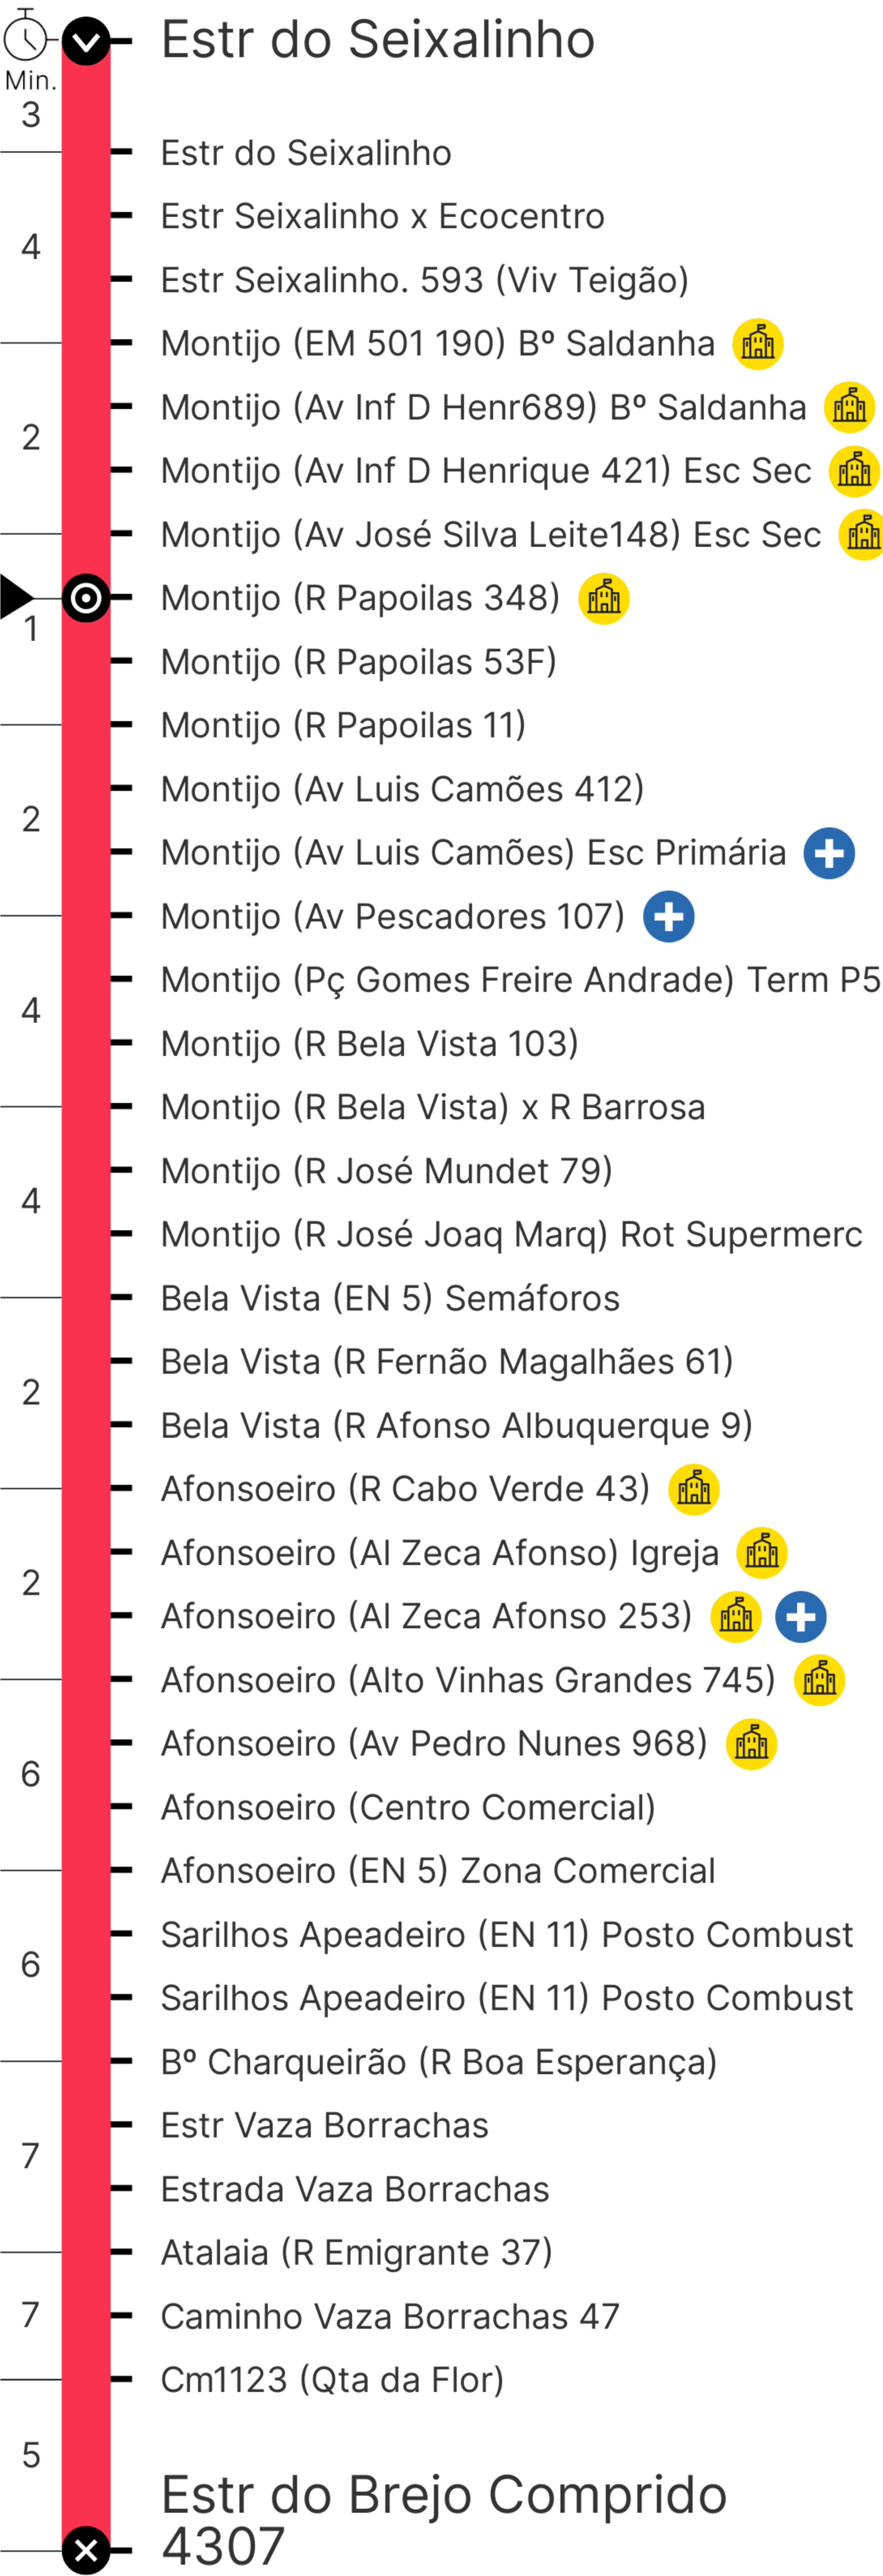 Estr do Seixalinho
Min.
3
Estr do Seixalinho
Estr Seixalinho x Ecocentro
4
Estr Seixalinho. 593 (Viv Teigão)
Montijo (EM 501 190) Bº Saldanha
Montijo (Av Inf D Henr689) Bº Saldanha
2
Montijo (Av Inf D Henrique 421) Esc Sec
Montijo (Av José Silva Leite148) Esc Sec
Montijo (R Papoilas 348)
1
Montijo (R Papoilas 53F)
Montijo (R Papoilas 11)
Montijo (Av Luis Camões 412)
2
Montijo (Av Luis Camões) Esc Primária
Montijo (Av Pescadores 107)
Montijo (Pç Gomes Freire Andrade) Term P5
4
Montijo (R Bela Vista 103)
Montijo (R Bela Vista) x R Barrosa
Montijo (R José Mundet 79)
4
Montijo (R José Joaq Marq) Rot Supermerc
Bela Vista (EN 5) Semáforos
Bela Vista (R Fernão Magalhães 61)
2
Bela Vista (R Afonso Albuquerque 9)
Afonsoeiro (R Cabo Verde 43)
Afonsoeiro (Al Zeca Afonso) Igreja
2
Afonsoeiro (Al Zeca Afonso 253)
Afonsoeiro (Alto Vinhas Grandes 745)
Afonsoeiro (Av Pedro Nunes 968)
6
Afonsoeiro (Centro Comercial)
Afonsoeiro (EN 5) Zona Comercial
Sarilhos Apeadeiro (EN 11) Posto Combust
6
Sarilhos Apeadeiro (EN 11) Posto Combust
Bº Charqueirão (R Boa Esperança)
Estr Vaza Borrachas
7
Estrada Vaza Borrachas
Atalaia (R Emigrante 37)
7
Caminho Vaza Borrachas 47
Cm1123 (Qta da Flor)
5
Estr do Brejo Comprido
4307